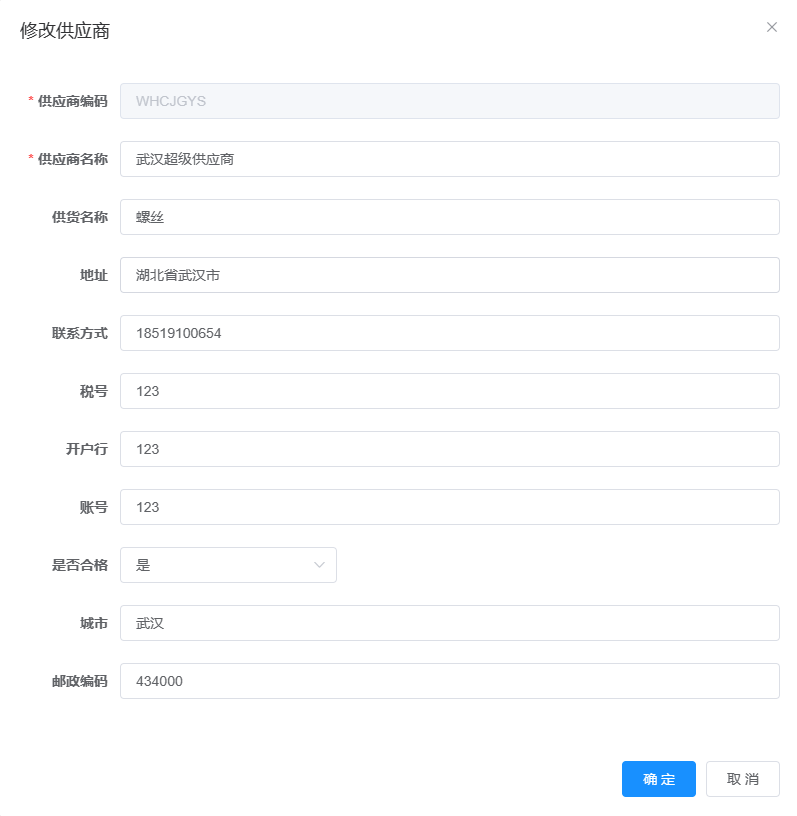 修改供应商
* 供应商编码 WHCJGYS
* 供应商名称 武汉超级供应商
供货名称 螺丝
地址 湖北省武汉市
联系方式 18519100654
税号 123
开户行 123
账号 123
是否合格 是
城市 武汉
邮政编码 434000
确 定 取 消